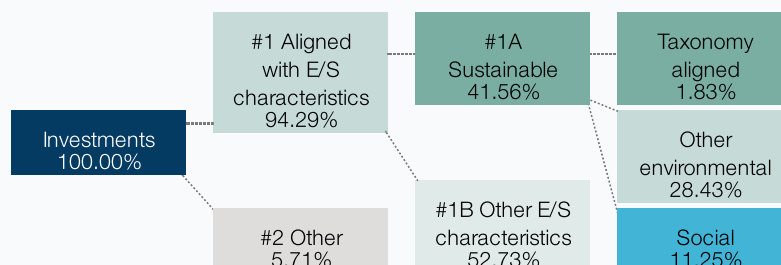 #1 Aligned
with E/S
characteristics
94.29%
#1A
Sustainable
41.56%
Taxonomy
aligned
1.83%
Investments
100.00%
Other
environmental
28.43%
#1B Other E/S
characteristics
52.73%
#2 Other
5.71%
Social
11.25%